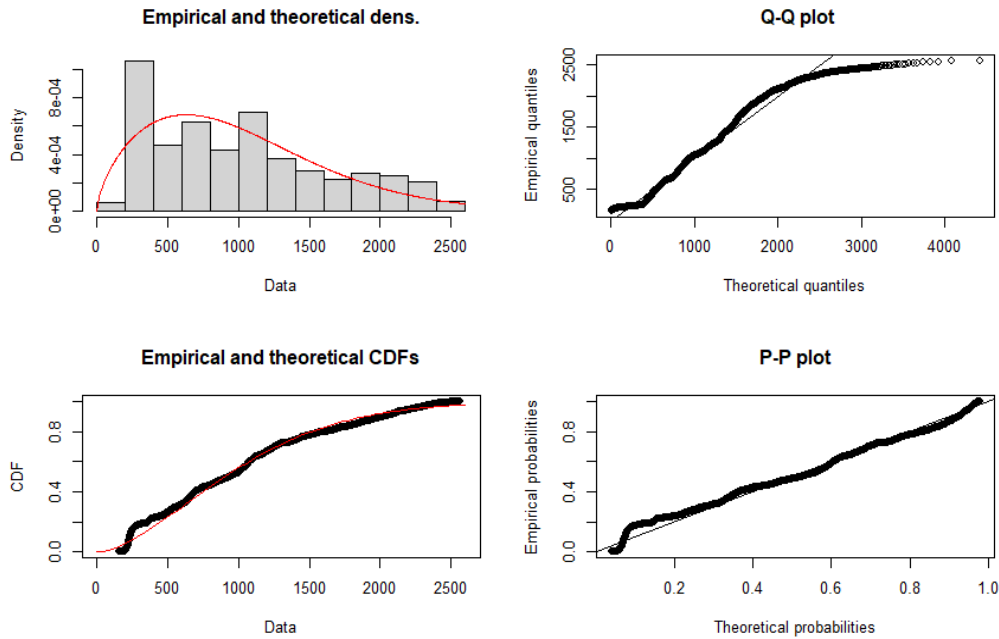 Empirical and theoretical dens.
Density
0e+00 4e-04 8e-04
0 500 1000 1500 2000 2500
Data
Q-Q plot
Empirical quantiles
500 1500 2500
1000 2000 3000 4000
Theoretical quantiles
Empirical and theoretical CDFs
CDF
0.0 0.4 0.8
0 500 1000 1500 2000 2500
Data
P-P plot
Empirical probabilities
0.0 0.4 0.8
0.2 0.4 0.6 0.8 1.0
Theoretical probabilities